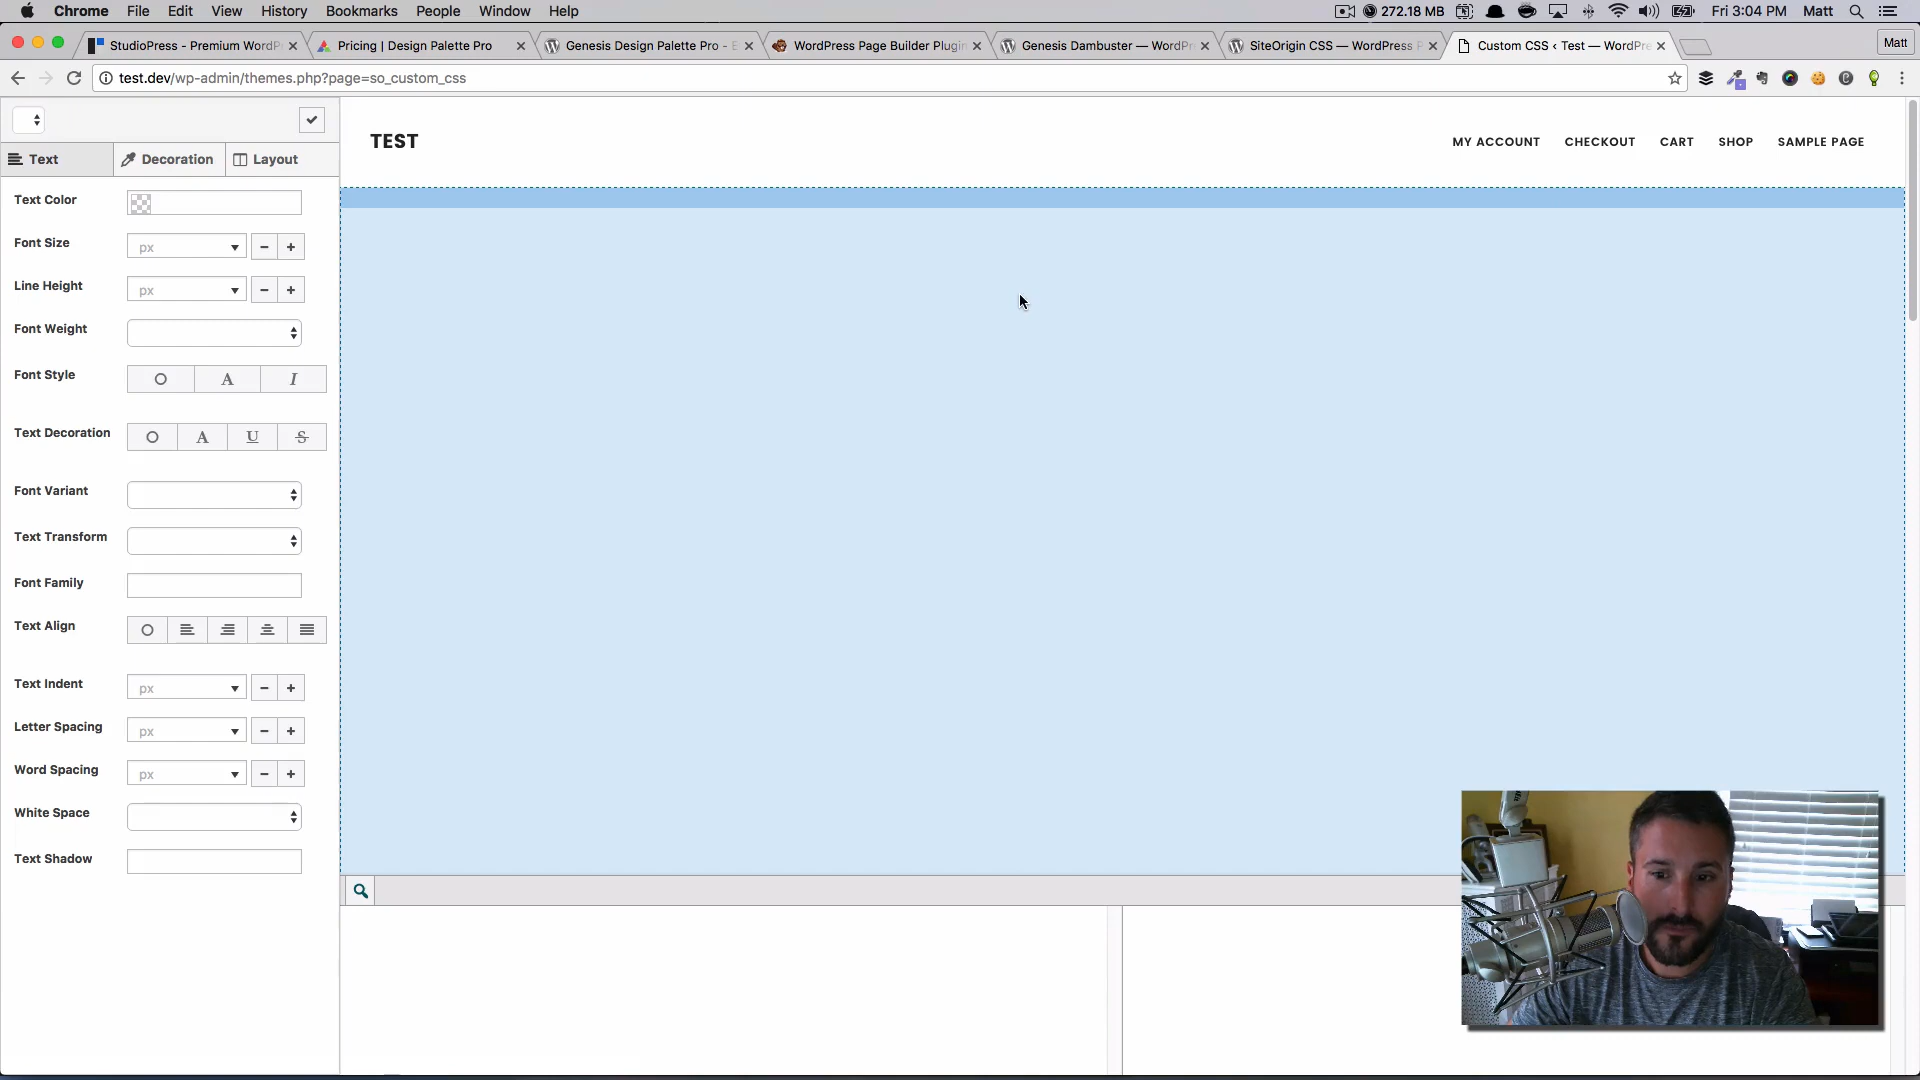 Chrome File Edit View History Bookmarks People Window Help 272.18 MB Fri 3:04 PM Matt
StudioPress - Premium WordP
Pricing | Design Palette Pro
Genesis Design Palette Pro - E
WordPress Page Builder Plugin
Genesis Dambuster — WordPr
SiteOrigin CSS — WordPress P
Custom CSS ‹ Test — WordPre
Matt
test.dev/wp-admin/themes.php?page=so_custom_css
Text Decoration Layout
TEST
MY ACCOUNT CHECKOUT CART SHOP SAMPLE PAGE
Text Color
Font Size px − +
Line Height px − +
Font Weight
Font Style A I
Text Decoration A U S
Font Variant
Text Transform
Font Family
Text Align
Text Indent px − +
Letter Spacing px − +
Word Spacing px − +
White Space
Text Shadow